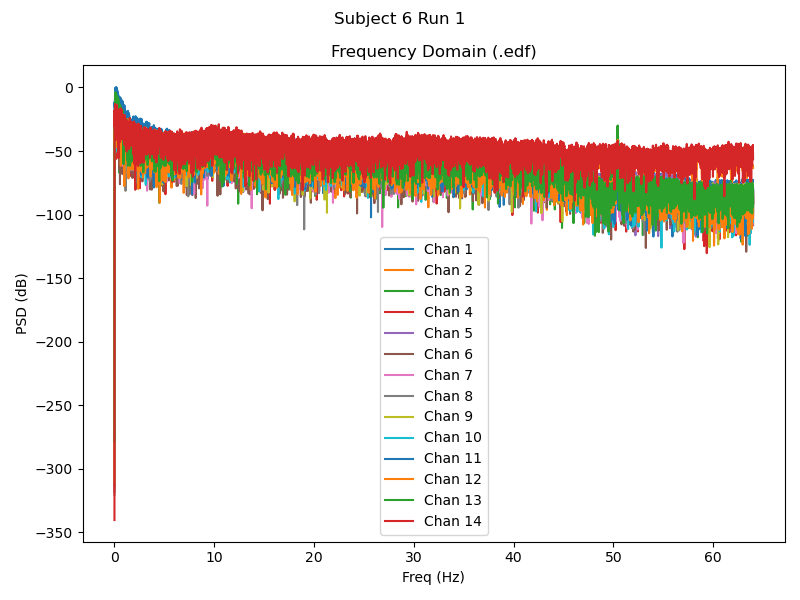 Subject 6 Run 1
Frequency Domain (.edf)
PSD (dB)
0
−50
−100
−150
−200
−250
−300
−350
Chan 1
Chan 2
Chan 3
Chan 4
Chan 5
Chan 6
Chan 7
Chan 8
Chan 9
Chan 10
Chan 11
Chan 12
Chan 13
Chan 14
0 10 20 30 40 50 60
Freq (Hz)